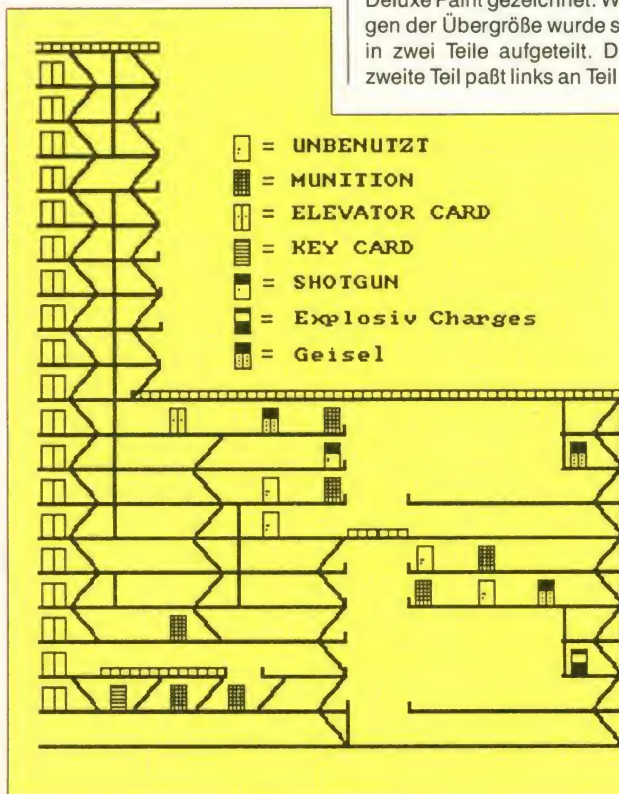 Deluxe Paint gezeichnet. W
gen der Übergröße wurde s
in zwei Teile aufgeteilt. D
zweite Teil paßt links an Teil
= UNBENUTZT
= MUNITION
= ELEVATOR CARD
= KEY CARD
= SHOTGUN
= Explosiv Charges
= Geisel